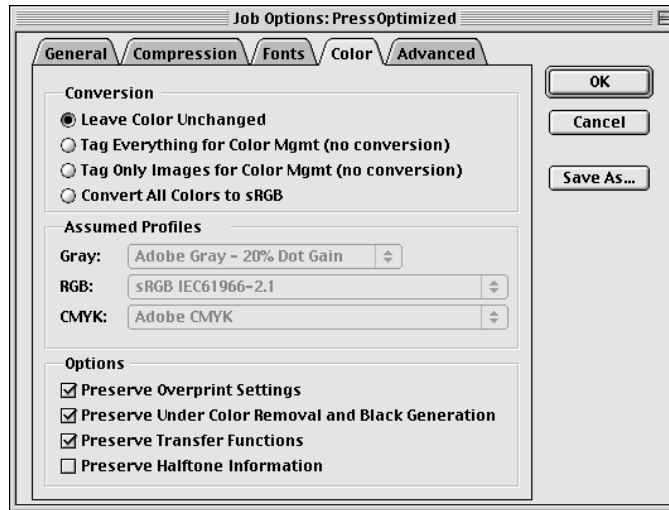 Job Options: PressOptimized
General Compression Fonts Color Advanced
Conversion
Leave Color Unchanged
Tag Everything for Color Mgmt (no conversion)
Tag Only Images for Color Mgmt (no conversion)
Convert All Colors to sRGB
Assumed Profiles
Gray: Adobe Gray - 20% Dot Gain
RGB: sRGB IEC61966-2.1
CMYK: Adobe CMYK
Options
Preserve Overprint Settings
Preserve Under Color Removal and Black Generation
Preserve Transfer Functions
Preserve Halftone Information
OK
Cancel
Save As...